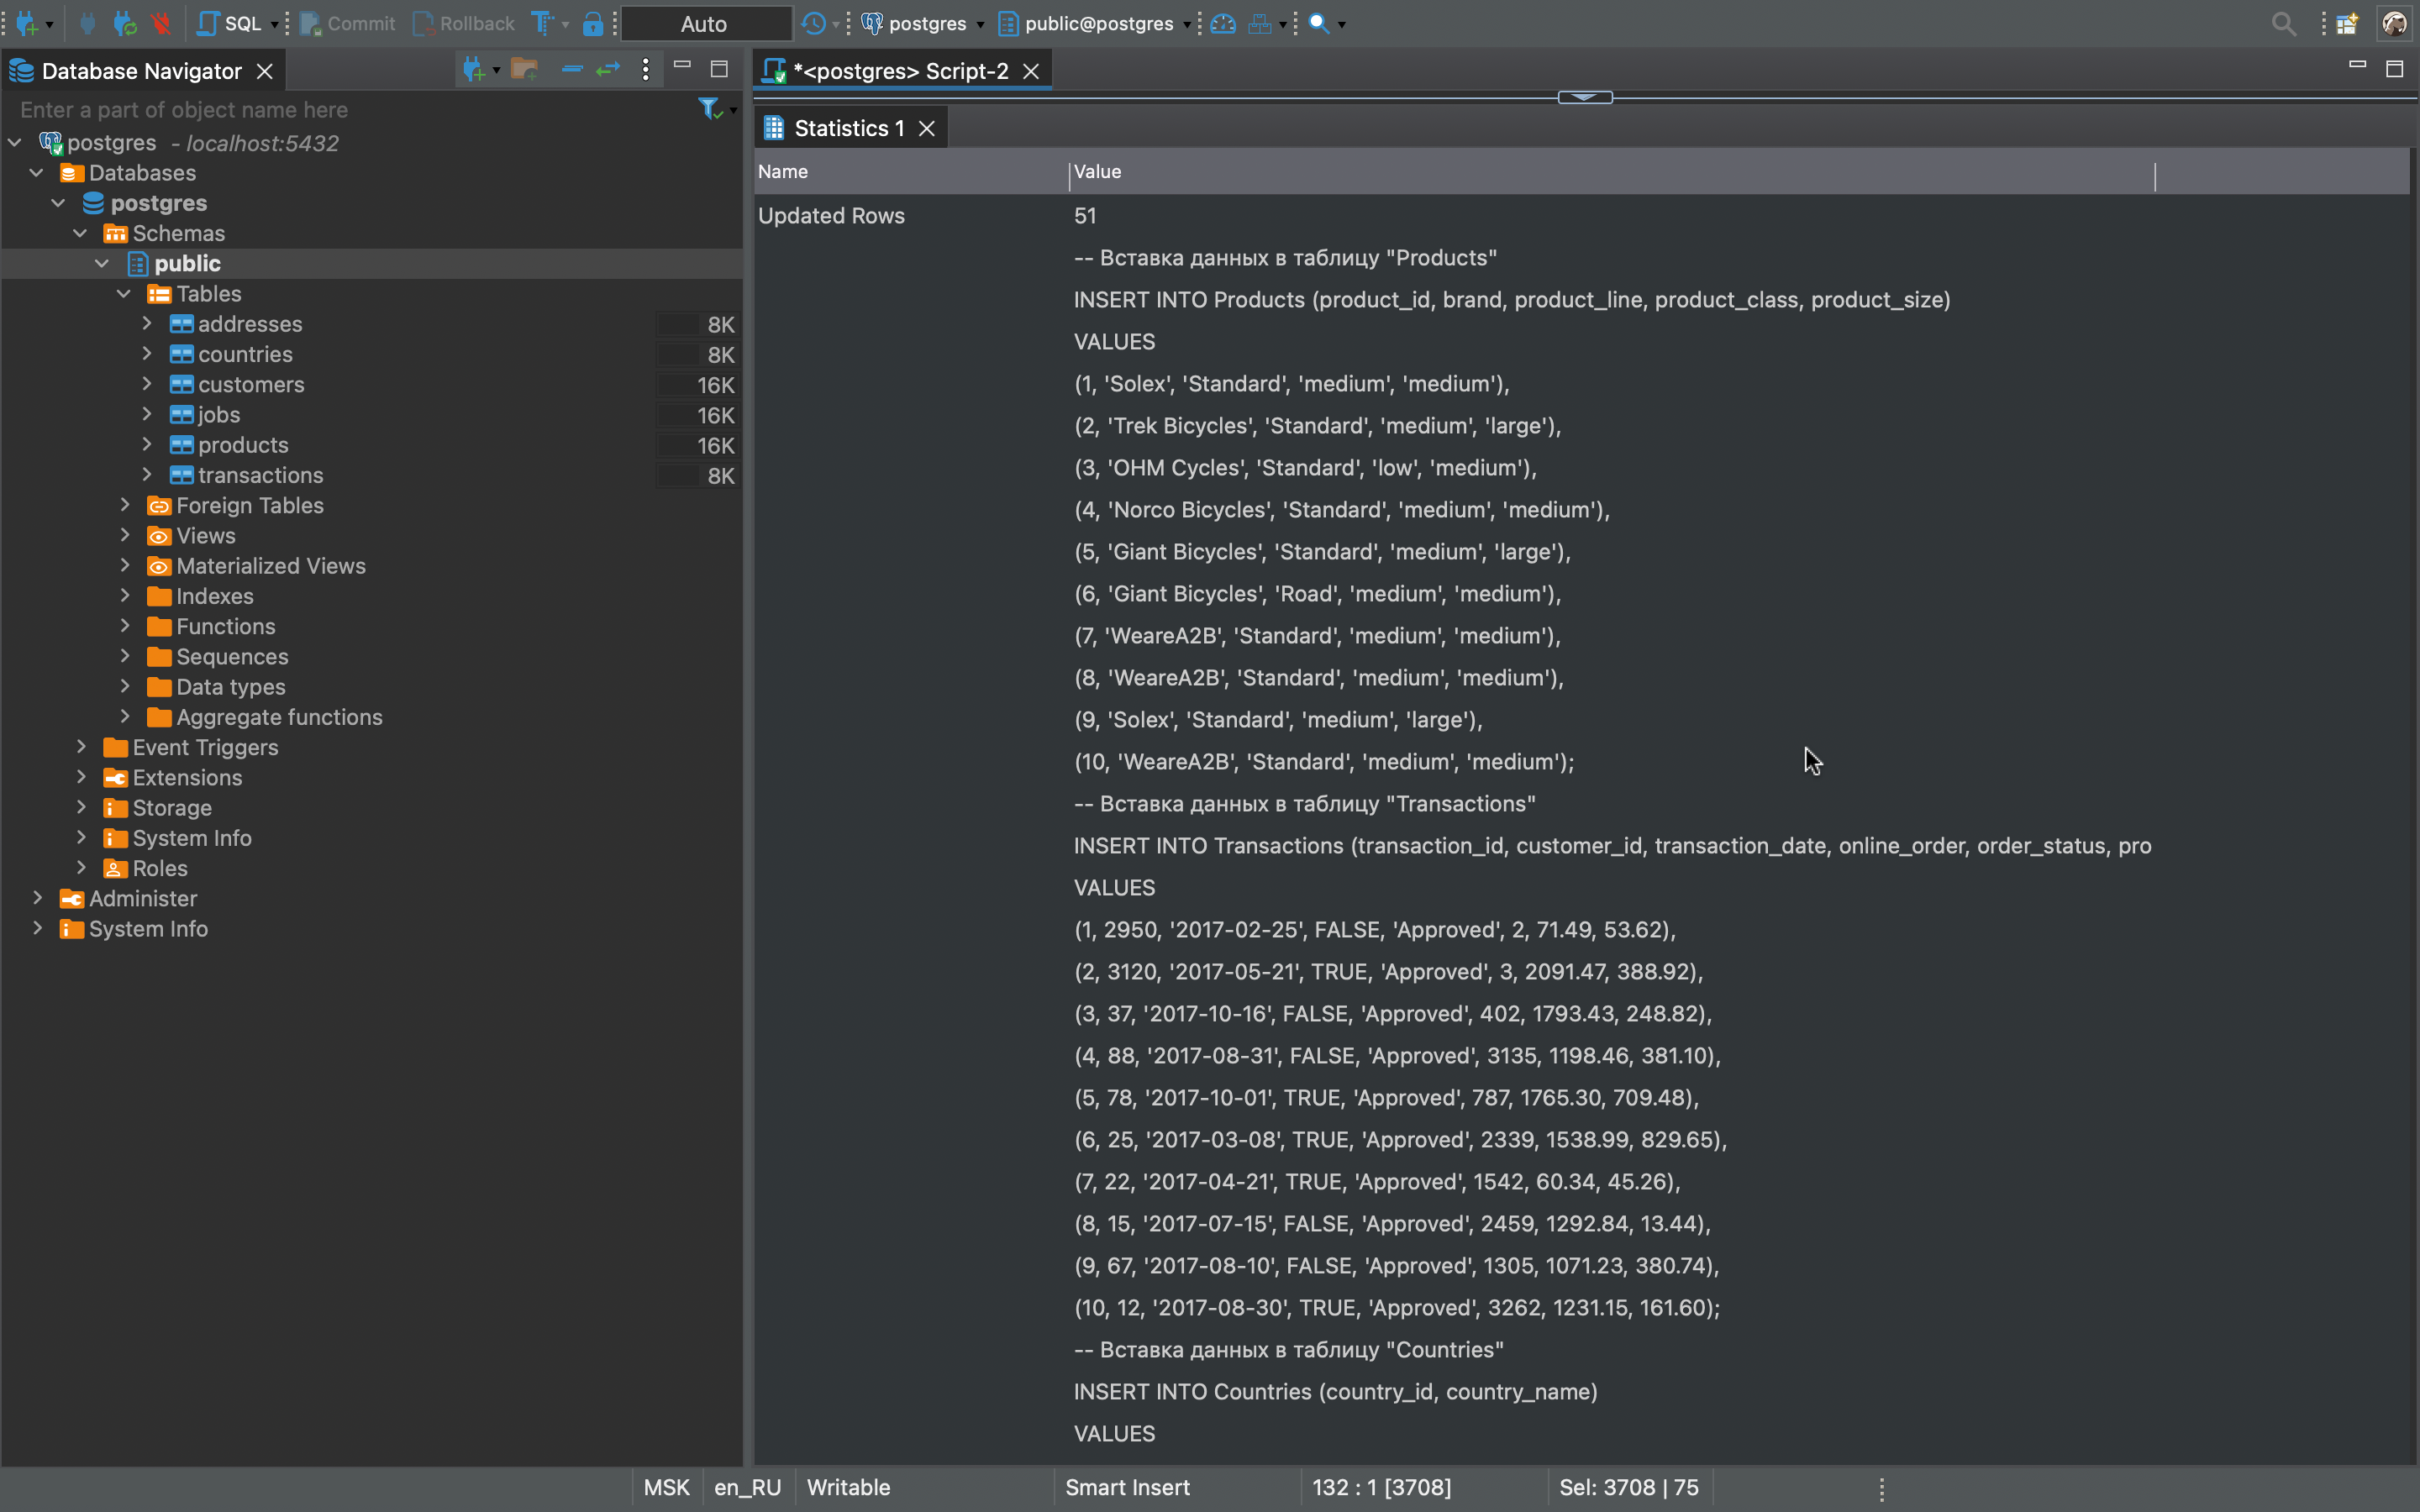 SQL
Commit
Rollback
Auto
postgres
public@postgres
Database Navigator
*<postgres> Script-2
Enter a part of object name here
postgres - localhost:5432
Databases
postgres
Schemas
public
Tables
addresses 8K
countries 8K
customers 16K
jobs 16K
products 16K
transactions 8K
Foreign Tables
Views
Materialized Views
Indexes
Functions
Sequences
Data types
Aggregate functions
Event Triggers
Extensions
Storage
System Info
Roles
Administer
System Info
Statistics 1
Name Value
Updated Rows 51
-- Вставка данных в таблицу "Products"
INSERT INTO Products (product_id, brand, product_line, product_class, product_size)
VALUES
(1, 'Solex', 'Standard', 'medium', 'medium'),
(2, 'Trek Bicycles', 'Standard', 'medium', 'large'),
(3, 'OHM Cycles', 'Standard', 'low', 'medium'),
(4, 'Norco Bicycles', 'Standard', 'medium', 'medium'),
(5, 'Giant Bicycles', 'Standard', 'medium', 'large'),
(6, 'Giant Bicycles', 'Road', 'medium', 'medium'),
(7, 'WeareA2B', 'Standard', 'medium', 'medium'),
(8, 'WeareA2B', 'Standard', 'medium', 'medium'),
(9, 'Solex', 'Standard', 'medium', 'large'),
(10, 'WeareA2B', 'Standard', 'medium', 'medium');
-- Вставка данных в таблицу "Transactions"
INSERT INTO Transactions (transaction_id, customer_id, transaction_date, online_order, order_status, pro
VALUES
(1, 2950, '2017-02-25', FALSE, 'Approved', 2, 71.49, 53.62),
(2, 3120, '2017-05-21', TRUE, 'Approved', 3, 2091.47, 388.92),
(3, 37, '2017-10-16', FALSE, 'Approved', 402, 1793.43, 248.82),
(4, 88, '2017-08-31', FALSE, 'Approved', 3135, 1198.46, 381.10),
(5, 78, '2017-10-01', TRUE, 'Approved', 787, 1765.30, 709.48),
(6, 25, '2017-03-08', TRUE, 'Approved', 2339, 1538.99, 829.65),
(7, 22, '2017-04-21', TRUE, 'Approved', 1542, 60.34, 45.26),
(8, 15, '2017-07-15', FALSE, 'Approved', 2459, 1292.84, 13.44),
(9, 67, '2017-08-10', FALSE, 'Approved', 1305, 1071.23, 380.74),
(10, 12, '2017-08-30', TRUE, 'Approved', 3262, 1231.15, 161.60);
-- Вставка данных в таблицу "Countries"
INSERT INTO Countries (country_id, country_name)
VALUES
MSK
en_RU
Writable
Smart Insert
132 : 1 [3708]
Sel: 3708 | 75